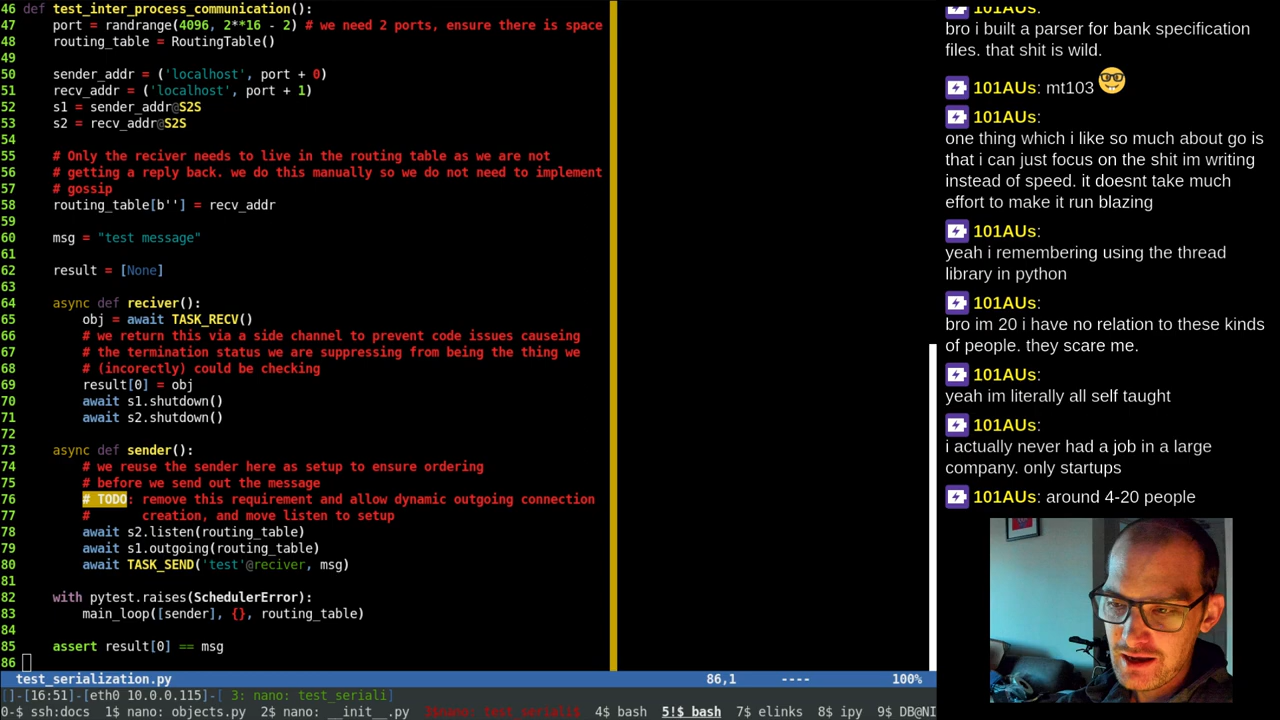 46 def test_inter_process_communication():
47     port = randrange(4096, 2**16 - 2) # we need 2 ports, ensure there is space
48     routing_table = RoutingTable()
49
50     sender_addr = ('localhost', port + 0)
51     recv_addr = ('localhost', port + 1)
52     s1 = sender_addr@S2S
53     s2 = recv_addr@S2S
54
55     # Only the reciver needs to live in the routing table as we are not
56     # getting a reply back. we do this manually so we do not need to implement
57     # gossip
58     routing_table[b''] = recv_addr
59
60     msg = "test message"
61
62     result = [None]
63
64     async def reciver():
65         obj = await TASK_RECV()
66         # we return this via a side channel to prevent code issues causeing
67         # the termination status we are suppressing from being the thing we
68         # (incorectly) could be checking
69         result[0] = obj
70         await s1.shutdown()
71         await s2.shutdown()
72
73     async def sender():
74         # we reuse the sender here as setup to ensure ordering
75         # before we send out the message
76         # TODO: remove this requirement and allow dynamic outgoing connection
77         #       creation, and move listen to setup
78         await s2.listen(routing_table)
79         await s1.outgoing(routing_table)
80         await TASK_SEND('test'@reciver, msg)
81
82     with pytest.raises(SchedulerError):
83         main_loop([sender], {}, routing_table)
84
85     assert result[0] == msg
86
test_serialization.py 86,1 ---- 100%
[]-[16:51]-[eth0 10.0.0.115]-[ 3: nano: test_seriali]
0-$ ssh:docs 1$ nano: objects.py 2$ nano: __init__.py 3$nano: test_seriali 4$ bash 5!$ bash 7$ elinks 8$ ipy 9$ DB@NI
101AUs:
bro i built a parser for bank specification
files. that shit is wild.
101AUs: mt103
101AUs:
one thing which i like so much about go is
that i can just focus on the shit im writing
instead of speed. it doesnt take much
effort to make it run blazing
101AUs:
yeah i remembering using the thread
library in python
101AUs:
bro im 20 i have no relation to these kinds
of people. they scare me.
101AUs:
yeah im literally all self taught
101AUs:
i actually never had a job in a large
company. only startups
101AUs: around 4-20 people